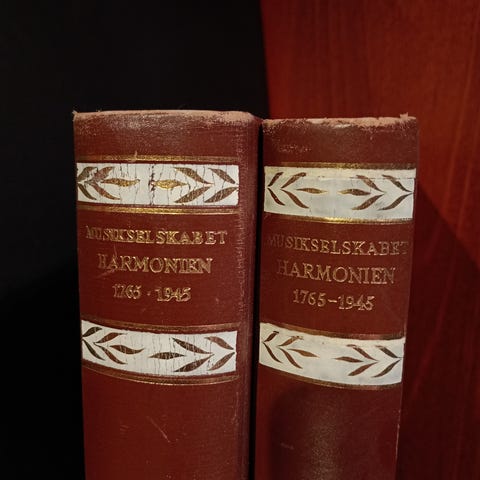 MUSIKSELSKABET
HARMONIEN
1765 · 1945
MUSIKSELSKABET
HARMONIEN
1765-1945